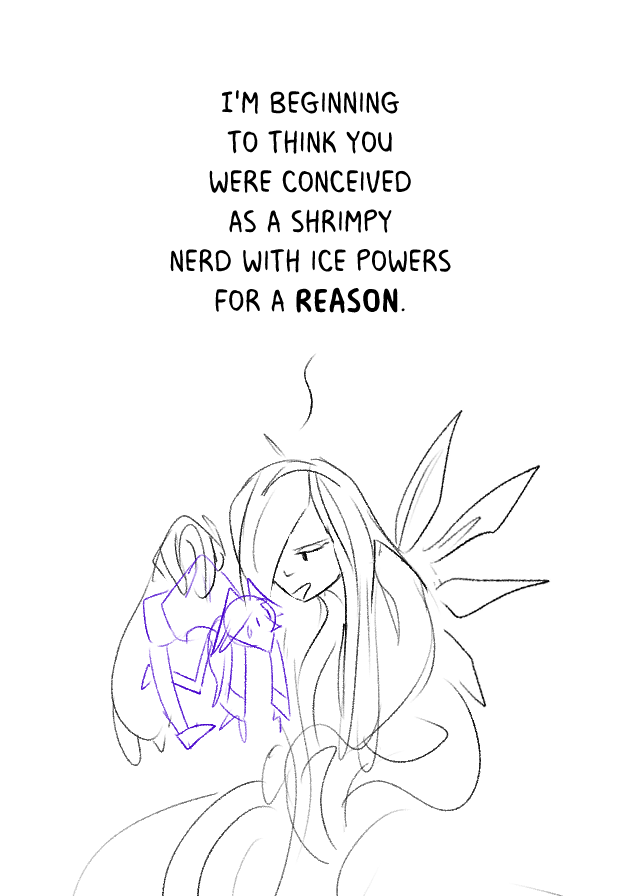 I'M BEGINNING
TO THINK YOU
WERE CONCEIVED
AS A SHRIMPY
NERD WITH ICE POWERS
FOR A REASON.